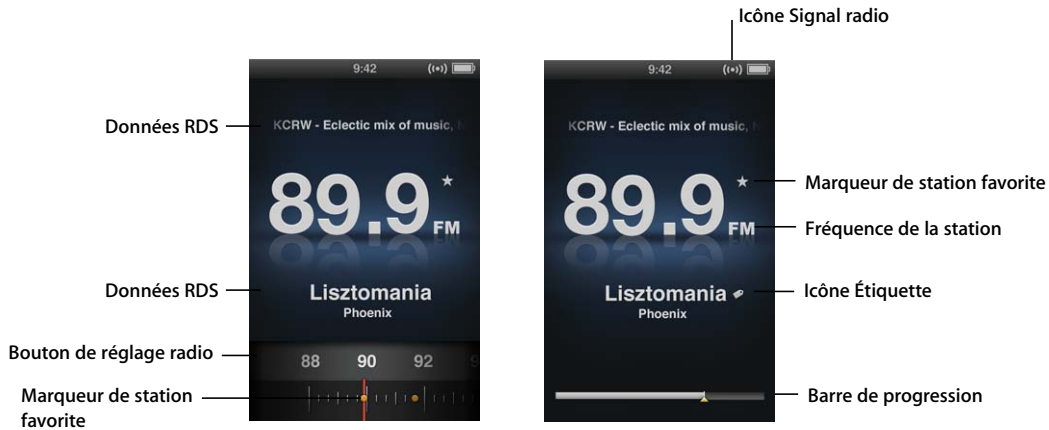 Icône Signal radio
9:42
9:42
Données RDS
KCRW - Eclectic mix of music,
KCRW - Eclectic mix of music,
89.9
FM
89.9
FM
Marqueur de station favorite
Fréquence de la station
Données RDS
Lisztomania
Phoenix
Lisztomania
Phoenix
Icône Étiquette
Bouton de réglage radio
88 90 92
Marqueur de station
favorite
Barre de progression